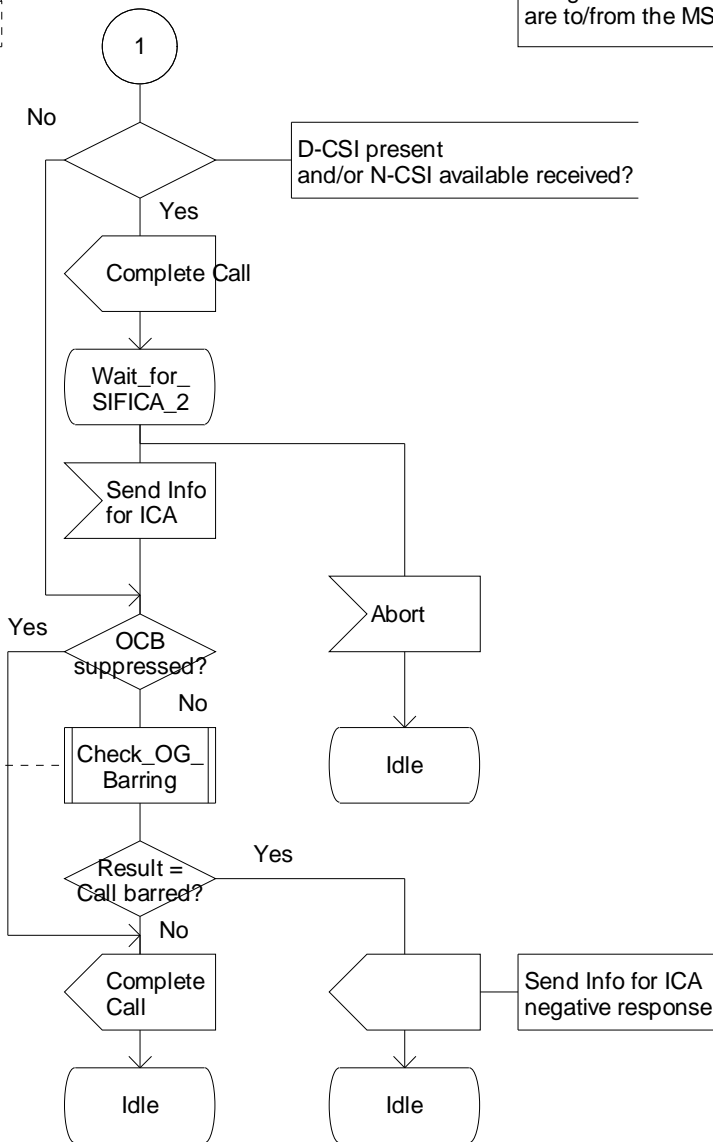 are to/from the MS
1
No
D-CSI present
and/or N-CSI available received?
Yes
Complete Call
Wait_for_
SIFICA_2
Send Info
for ICA
Abort
Yes
OCB
suppressed?
No
Check_OG_
Barring
Idle
Result =
Call barred?
Yes
No
Complete
Call
Send Info for ICA
negative response
Idle
Idle